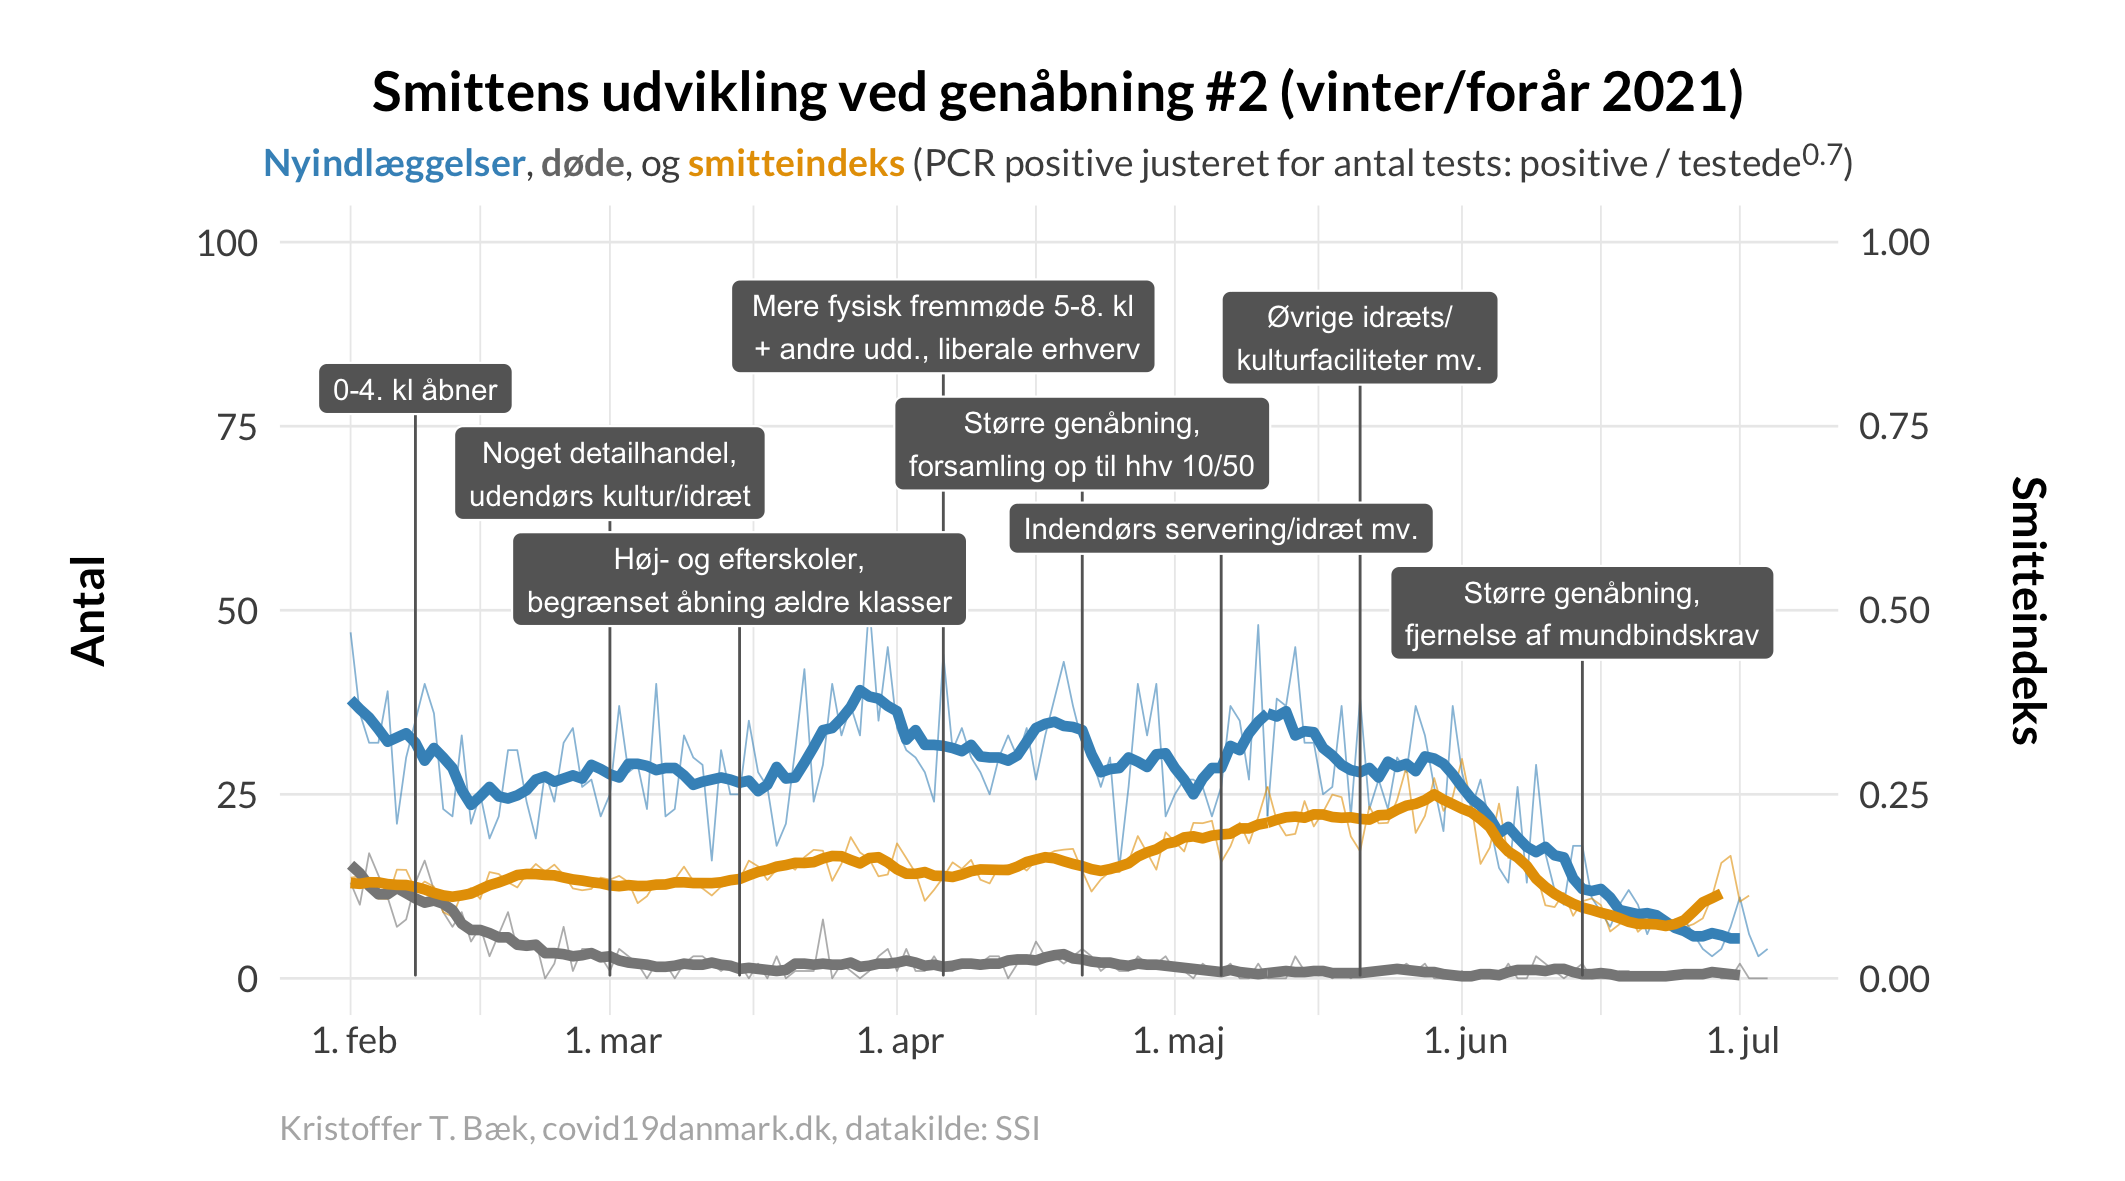 Smittens udvikling ved genåbning #2 (vinter/forår 2021)
Nyindlæggelser, døde, og smitteindeks (PCR positive justeret for antal tests: positive / testede^0.7)
100
75
50
25
0
Antal
1.00
0.75
0.50
0.25
0.00
Smitteindeks
0-4. kl åbner
Noget detailhandel,
udendørs kultur/idræt
Høj- og efterskoler,
begrænset åbning ældre klasser
Mere fysisk fremmøde 5-8. kl
+ andre udd., liberale erhverv
Større genåbning,
forsamling op til hhv 10/50
Indendørs servering/idræt mv.
Øvrige idræts/
kulturfaciliteter mv.
Større genåbning,
fjernelse af mundbindskrav
1. feb
1. mar
1. apr
1. maj
1. jun
1. jul
Kristoffer T. Bæk, covid19danmark.dk, datakilde: SSI